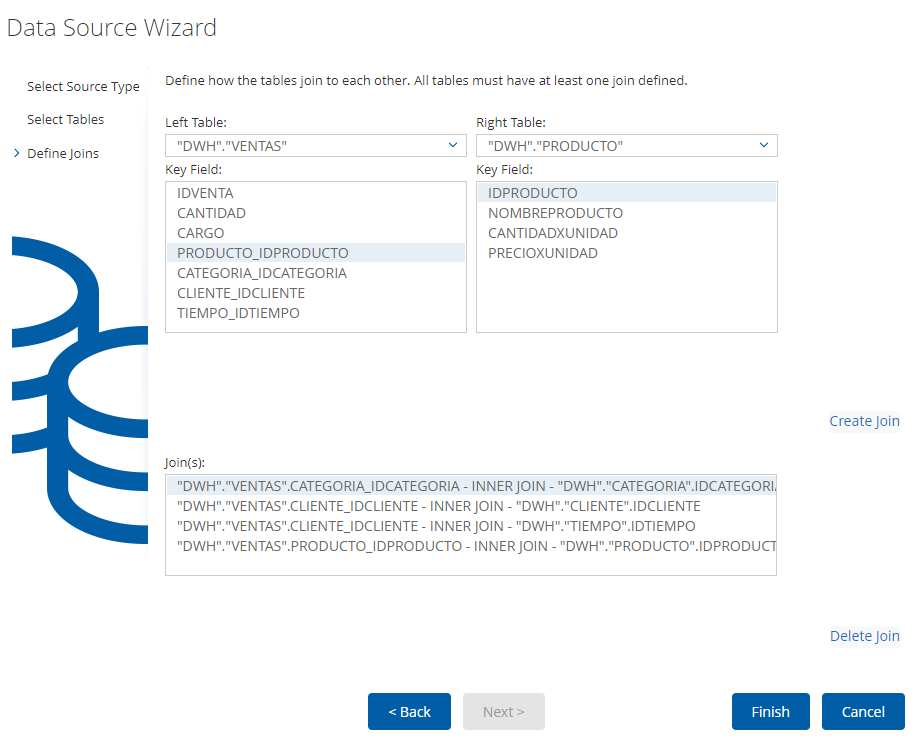 Data Source Wizard
Select Source Type
Select Tables
> Define Joins
Define how the tables join to each other. All tables must have at least one join defined.
Left Table:
"DWH"."VENTAS"
Key Field:
IDVENTA
CANTIDAD
CARGO
PRODUCTO_IDPRODUCTO
CATEGORIA_IDCATEGORIA
CLIENTE_IDCLIENTE
TIEMPO_IDTIEMPO
Right Table:
"DWH"."PRODUCTO"
Key Field:
IDPRODUCTO
NOMBREPRODUCTO
CANTIDADXUNIDAD
PRECIOXUNIDAD
Create Join
Join(s):
"DWH"."VENTAS".CATEGORIA_IDCATEGORIA - INNER JOIN - "DWH"."CATEGORIA".IDCATEGORIA
"DWH"."VENTAS".CLIENTE_IDCLIENTE - INNER JOIN - "DWH"."CLIENTE".IDCLIENTE
"DWH"."VENTAS".CLIENTE_IDCLIENTE - INNER JOIN - "DWH"."TIEMPO".IDTIEMPO
"DWH"."VENTAS".PRODUCTO_IDPRODUCTO - INNER JOIN - "DWH"."PRODUCTO".IDPRODUCT
Delete Join
< Back
Next >
Finish
Cancel